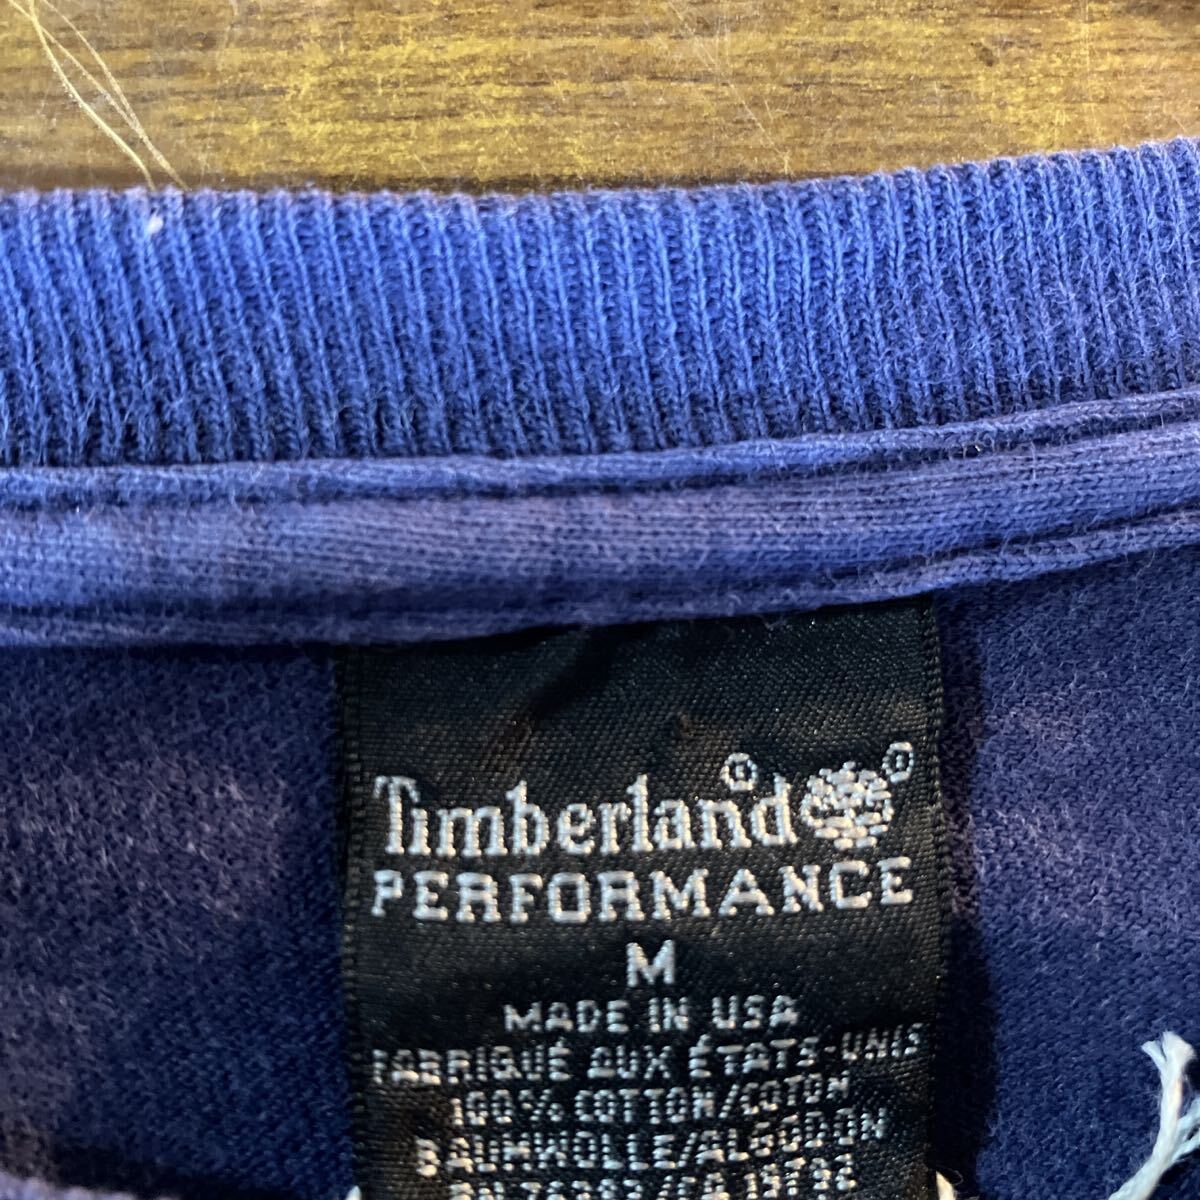 Timberland®
PERFORMANCE
M
MADE IN USA
FABRIQUÉ AUX ÉTATS-UNIS
100% COTTON/COTON
BAUMWOLLE/ALGODON